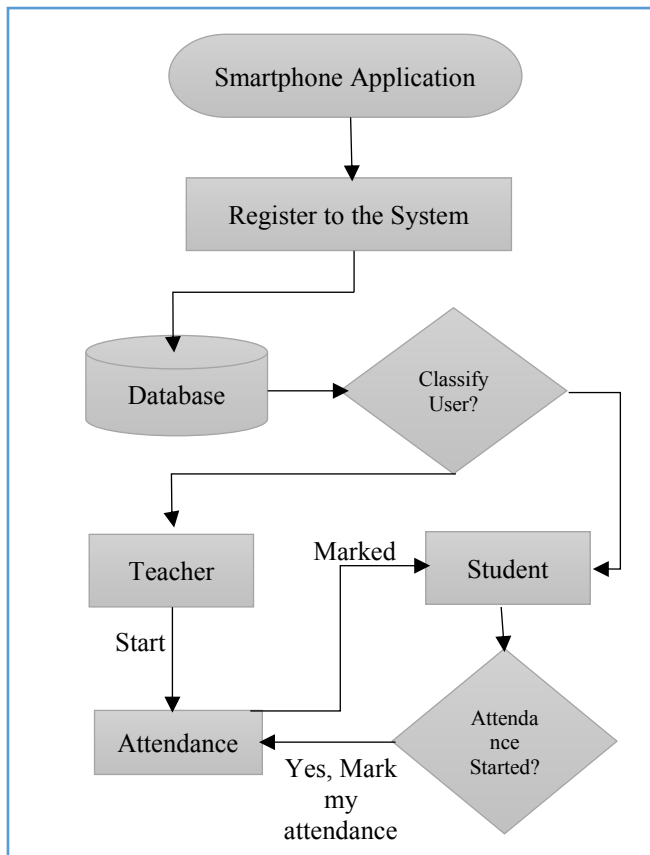 Smartphone Application
Register to the System
Database
Classify
User?
Teacher
Marked
Student
Start
Attendance
Attenda
nce
Started?
Yes, Mark
my
attendance